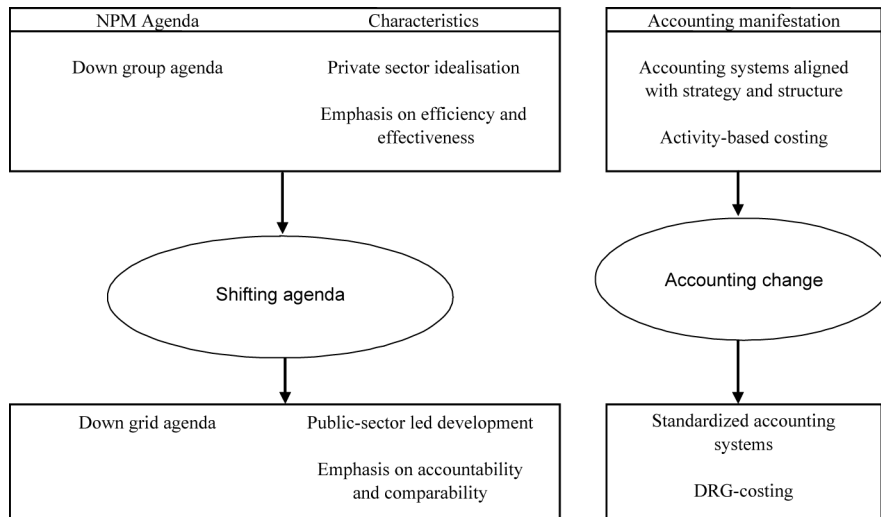 NPM Agenda
Characteristics
Down group agenda
Private sector idealisation
Emphasis on efficiency and
effectiveness
Accounting manifestation
Accounting systems aligned
with strategy and structure
Activity-based costing
Shifting agenda
Accounting change
Down grid agenda
Public-sector led development
Emphasis on accountability
and comparability
Standardized accounting
systems
DRG-costing